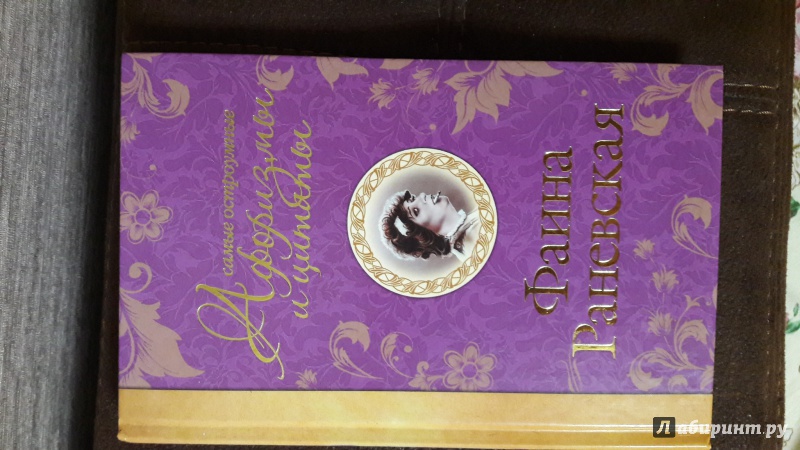 самые остроумные
Афоризмы
и цитаты
Фаина
Раневская
Лабиринт.ру